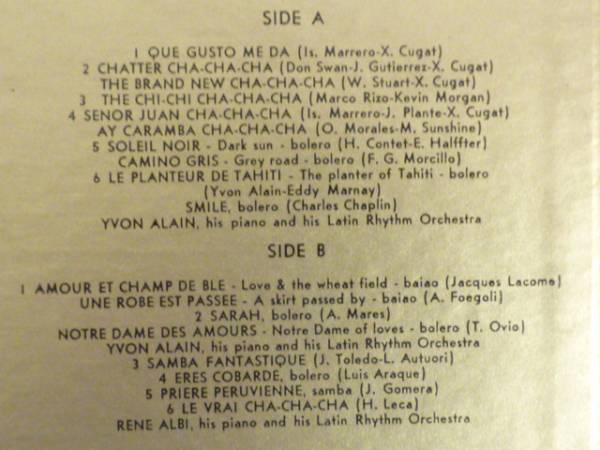 SIDE A
1 QUE GUSTO ME DA (Is. Marrero-X. Cugat)
2 CHATTER CHA-CHA-CHA (Don Swan-J. Gutierrez-X. Cugat)
THE BRAND NEW CHA-CHA-CHA (W. Stuart-X. Cugat)
3 THE CHI-CHI CHA-CHA-CHA (Marco Rizo-Kevin Morgan)
4 SENOR JUAN CHA-CHA-CHA (Is. Marrero-J. Plante-X. Cugat)
AY CARAMBA CHA-CHA-CHA (O. Morales-M. Sunshine)
5 SOLEIL NOIR - Dark sun - bolero (H. Contet-E. Halffter)
CAMINO GRIS - Grey road - bolero (F. G. Morcillo)
6 LE PLANTEUR DE TAHITI - The planter of Tahiti - bolero
(Yvon Alain-Eddy Marnay)
SMILE, bolero (Charles Chaplin)
YVON ALAIN, his piano and his Latin Rhythm Orchestra
SIDE B
1 AMOUR ET CHAMP DE BLE - Love & the wheat field - baiao (Jacques Lacome)
UNE ROBE EST PASSEE - A skirt passed by - baiao (A. Foegoli)
2 SARAH, bolero (A. Mares)
NOTRE DAME DES AMOURS - Notre Dame of loves - bolero (T. Ovio)
YVON ALAIN, his piano and his Latin Rhythm Orchestra
3 SAMBA FANTASTIQUE (J. Toledo-L. Autuori)
4 ERES COBARDE, bolero (Luis Araque)
5 PRIERE PERUVIENNE, samba (J. Gomera)
6 LE VRAI CHA-CHA-CHA (H. Leca)
RENE ALBI, his piano and his Latin Rhythm Orchestra